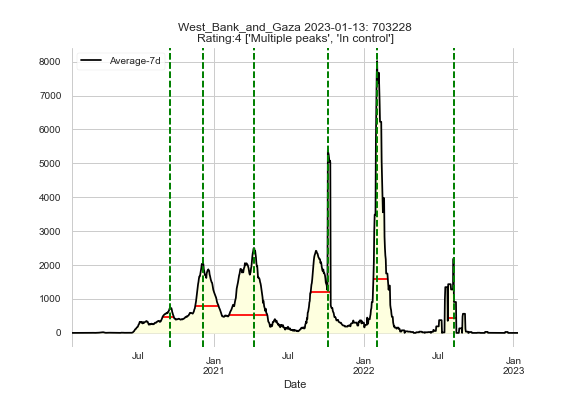 West_Bank_and_Gaza 2023-01-13: 703228
Rating:4 ['Multiple peaks', 'In control']
Average-7d
8000
7000
6000
5000
4000
3000
2000
1000
0
Jul Jan Jul Jan Jul Jan
2021 2022 2023
Date